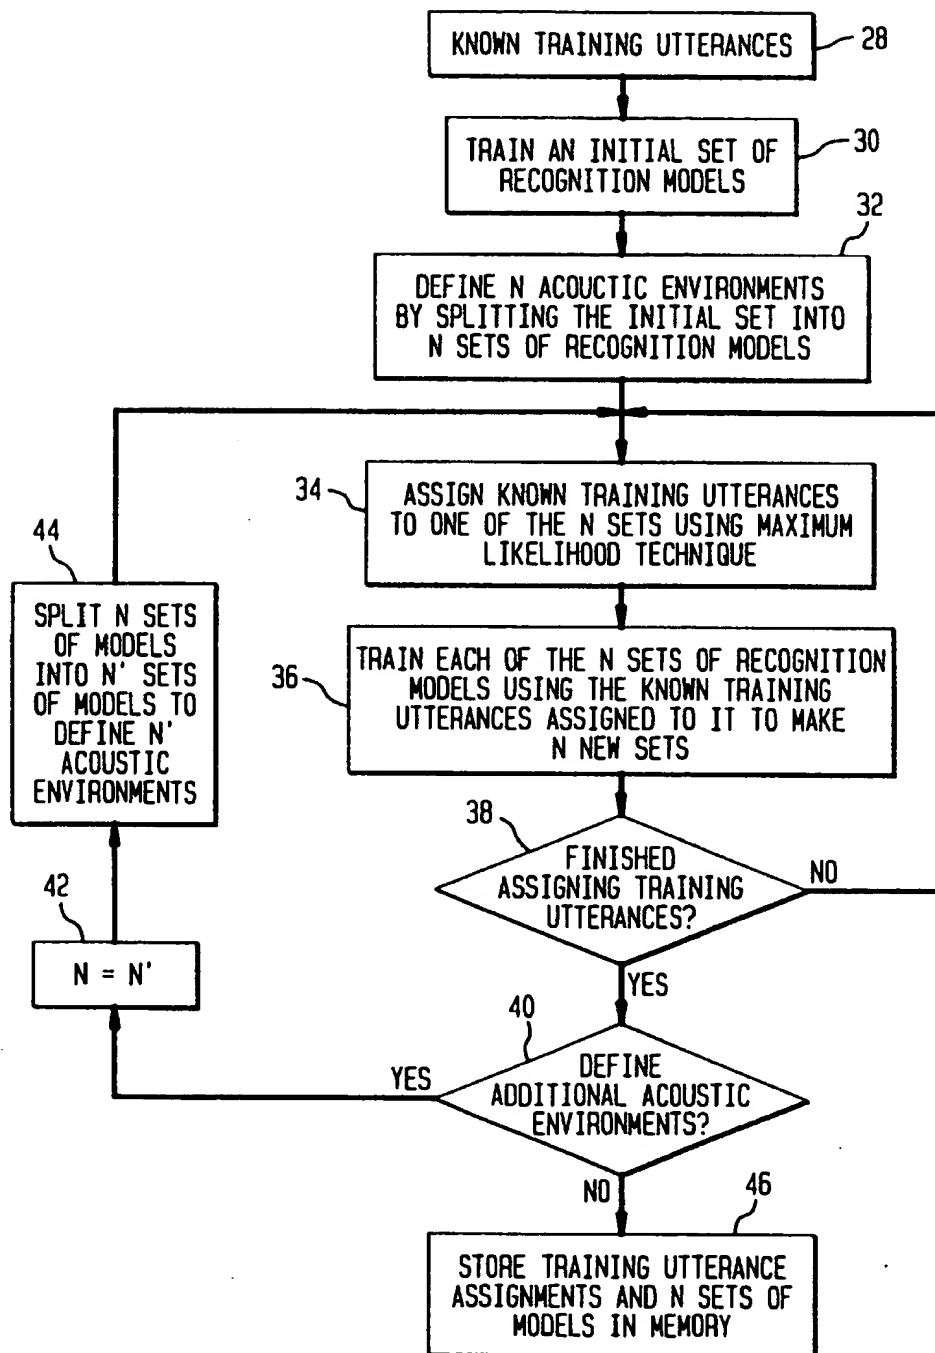 KNOWN TRAINING UTTERANCES
28
TRAIN AN INITIAL SET OF
RECOGNITION MODELS
30
32
DEFINE N ACOUCTIC ENVIRONMENTS
BY SPLITTING THE INITIAL SET INTO
N SETS OF RECOGNITION MODELS
34
ASSIGN KNOWN TRAINING UTTERANCES
TO ONE OF THE N SETS USING MAXIMUM
LIKELIHOOD TECHNIQUE
36
TRAIN EACH OF THE N SETS OF RECOGNITION
MODELS USING THE KNOWN TRAINING
UTTERANCES ASSIGNED TO IT TO MAKE
N NEW SETS
38
FINISHED
ASSIGNING TRAINING
UTTERANCES?
NO
YES
40
DEFINE
ADDITIONAL ACOUSTIC
ENVIRONMENTS?
YES
NO
42
N = N'
44
SPLIT N SETS
OF MODELS
INTO N' SETS
OF MODELS TO
DEFINE N'
ACOUSTIC
ENVIRONMENTS
46
STORE TRAINING UTTERANCE
ASSIGNMENTS AND N SETS OF
MODELS IN MEMORY